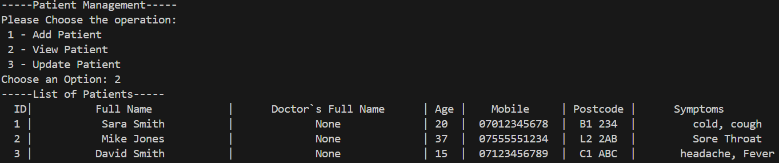 -----Patient Management-----
Please Choose the operation:
1 - Add Patient
2 - View Patient
3 - Update Patient
Choose an Option: 2
-----List of Patients-----
ID| Full Name | Doctor`s Full Name | Age | Mobile | Postcode | Symptoms
1 | Sara Smith | None | 20 | 07012345678 | B1 234 | cold, cough
2 | Mike Jones | None | 37 | 07555551234 | L2 2AB | Sore Throat
3 | David Smith | None | 15 | 07123456789 | C1 ABC | headache, Fever